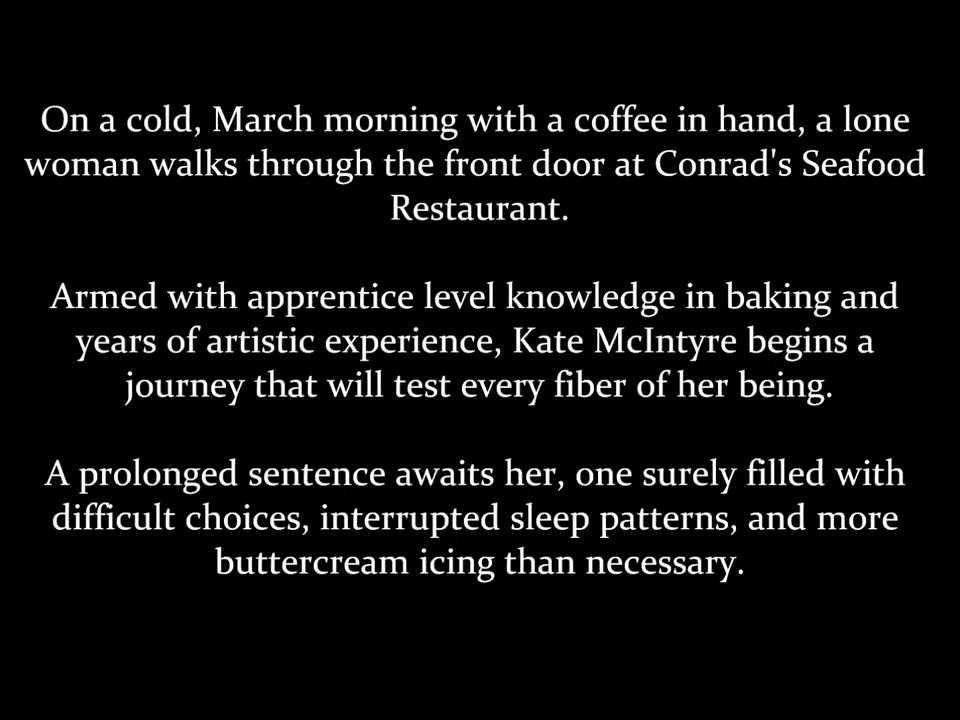 On a cold, March morning with a coffee in hand, a lone
woman walks through the front door at Conrad's Seafood
Restaurant.
Armed with apprentice level knowledge in baking and
years of artistic experience, Kate McIntyre begins a
journey that will test every fiber of her being.
A prolonged sentence awaits her, one surely filled with
difficult choices, interrupted sleep patterns, and more
buttercream icing than necessary.